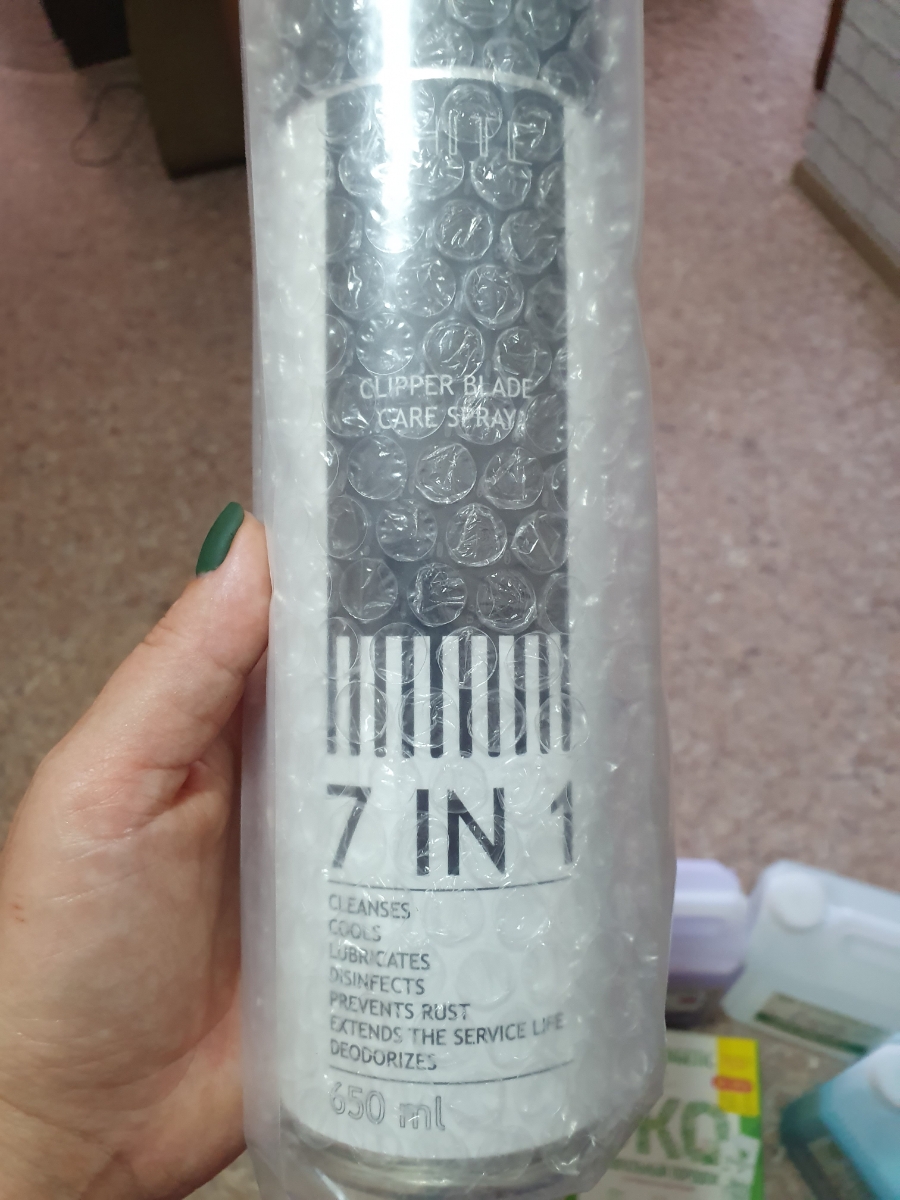 CLIPPER BLADE
CARE SPRAY
7 IN 1
CLEANSES
COOLS
LUBRICATES
DISINFECTS
PREVENTS RUST
EXTENDS THE SERVICE LIFE
DEODORIZES
650 ml